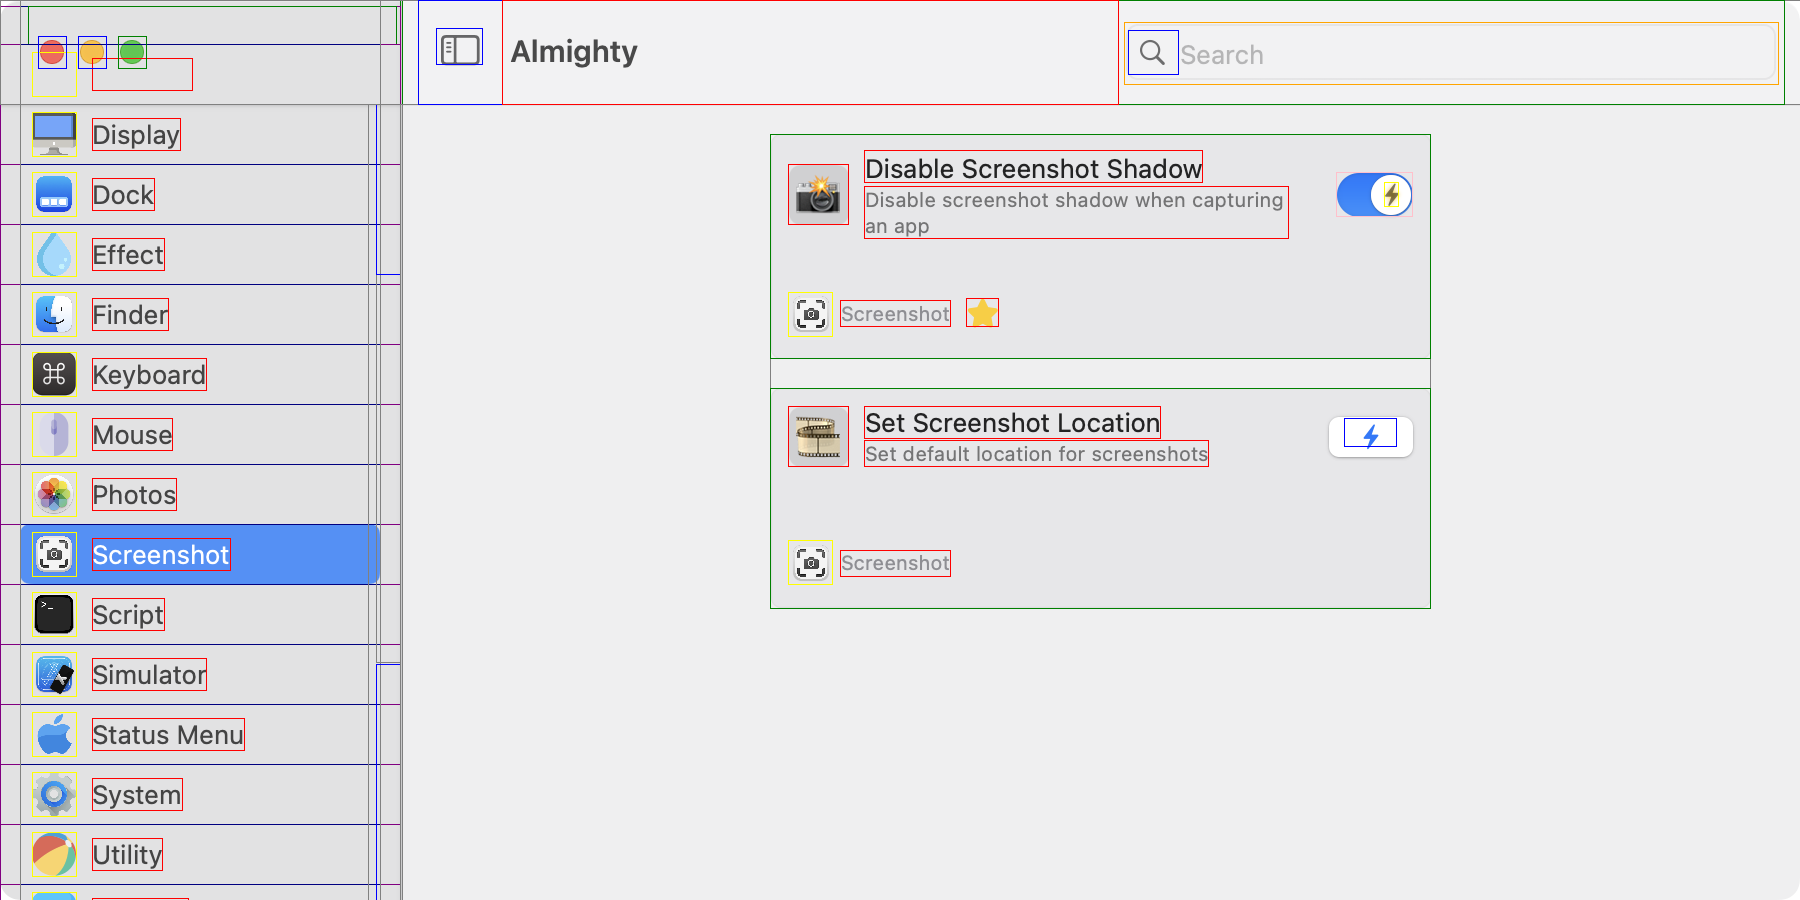 Almighty
Search
Display
Dock
Effect
Finder
Keyboard
Mouse
Photos
Screenshot
Script
Simulator
Status Menu
System
Utility
Disable Screenshot Shadow
Disable screenshot shadow when capturing
an app
Screenshot
Set Screenshot Location
Set default location for screenshots
Screenshot